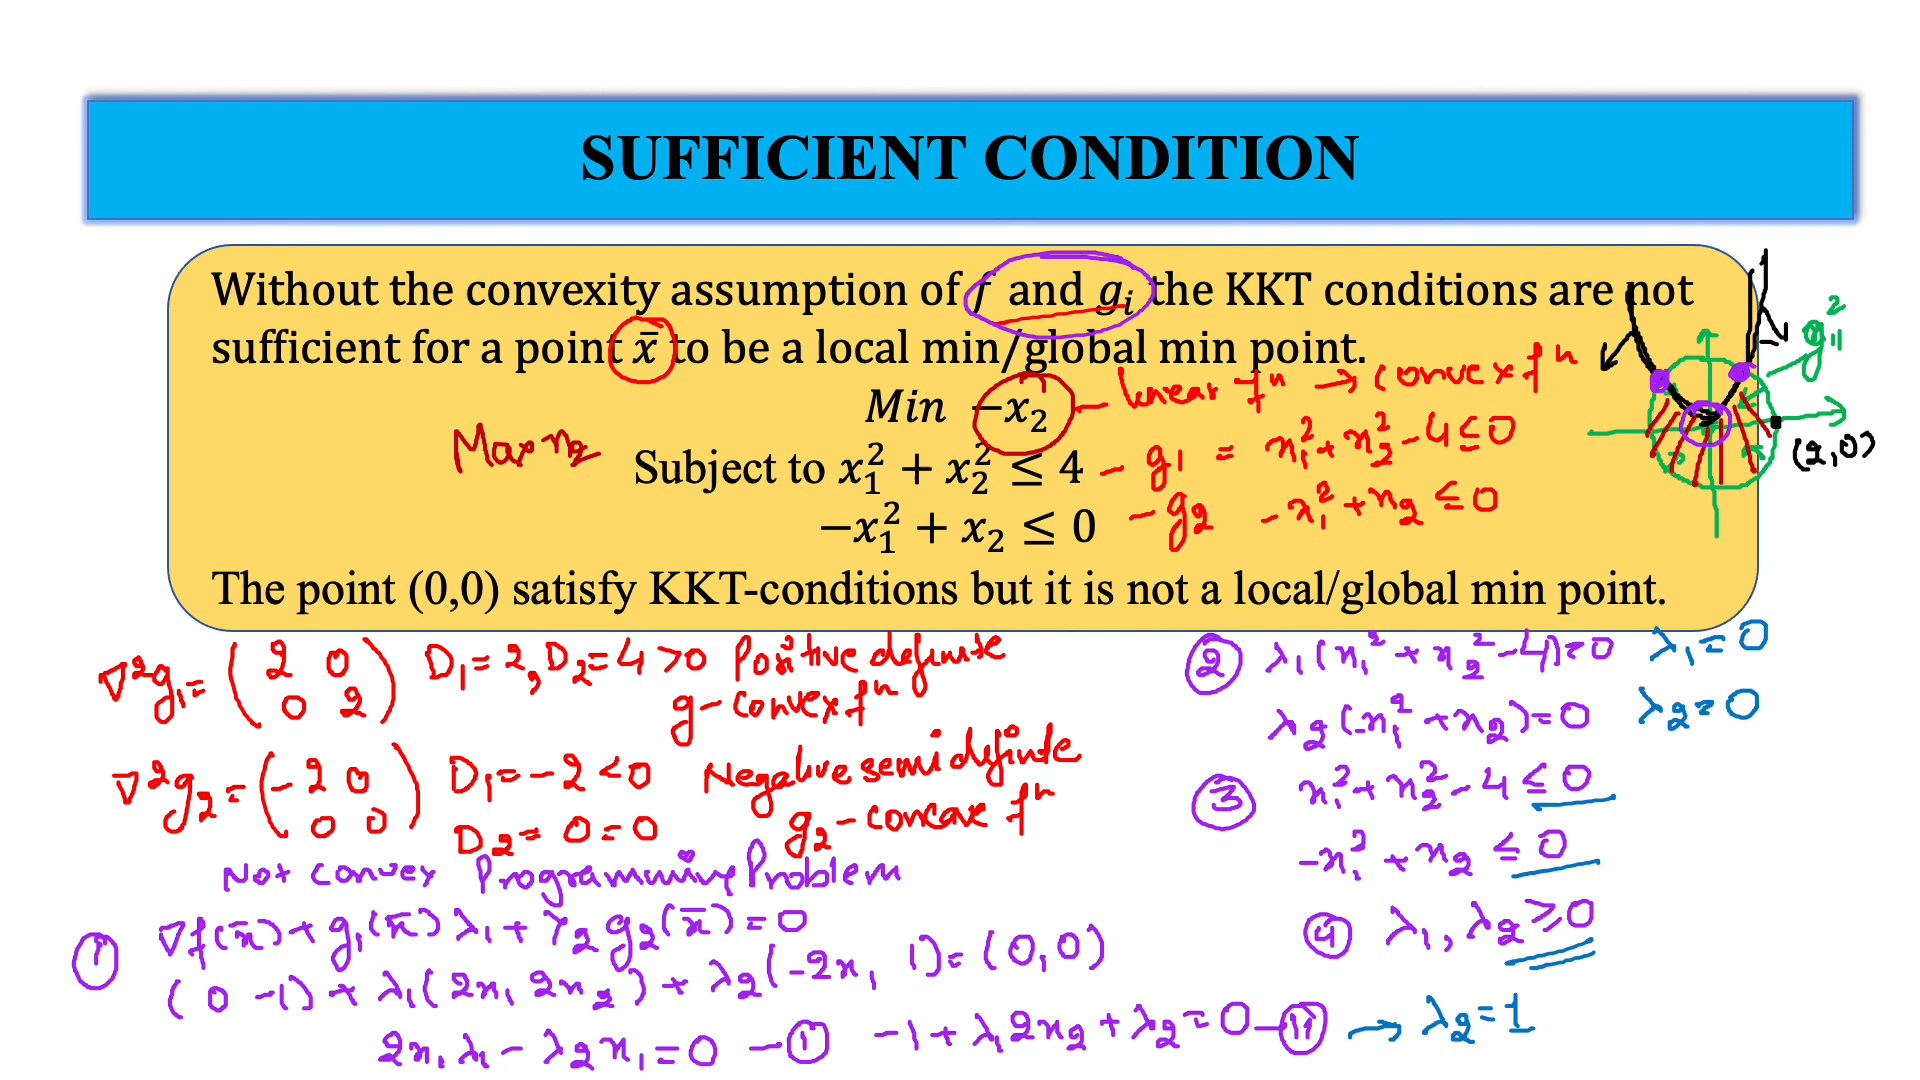 SUFFICIENT CONDITION
Without the convexity assumption of f and gᵢ the KKT conditions are not
sufficient for a point x̄ to be a local min/global min point.
Min −x₂
Linear fⁿ → convex fⁿ
Max x₂
Subject to x₁² + x₂² ≤ 4
- g₁ = x₁² + x₂² - 4 ≤ 0
−x₁² + x₂ ≤ 0
- g₂ -x₁² + x₂ ≤ 0
(2,0)
The point (0,0) satisfy KKT-conditions but it is not a local/global min point.
∇²g₁ = (2 0
0 2) D₁ = 2, D₂ = 4 > 0 Positive definite
g - convex fⁿ
∇²g₂ = (-2 0
0 0) D₁ = -2 < 0 Negative semi definite
D₂ = 0 = 0 g₂ - concave fⁿ
Not convex Programming Problem
① ∇f(x̄) + g₁(x̄) λ₁ + λ₂ g₂(x̄) = 0
(0 -1) + λ₁(2x₁ 2x₂) + λ₂(-2x₁ 1) = (0,0)
2x₁λ₁ - λ₂x₁ = 0 - (i) -1 + λ₁2x₂ + λ₂ = 0 - (ii) → λ₂ = 1
② λ₁(x₁² + x₂² - 4) = 0 λ₁ = 0
λ₂(-x₁² + x₂) = 0 λ₂ = 0
③ x₁² + x₂² - 4 ≤ 0
-x₁² + x₂ ≤ 0
④ λ₁, λ₂ ≥ 0